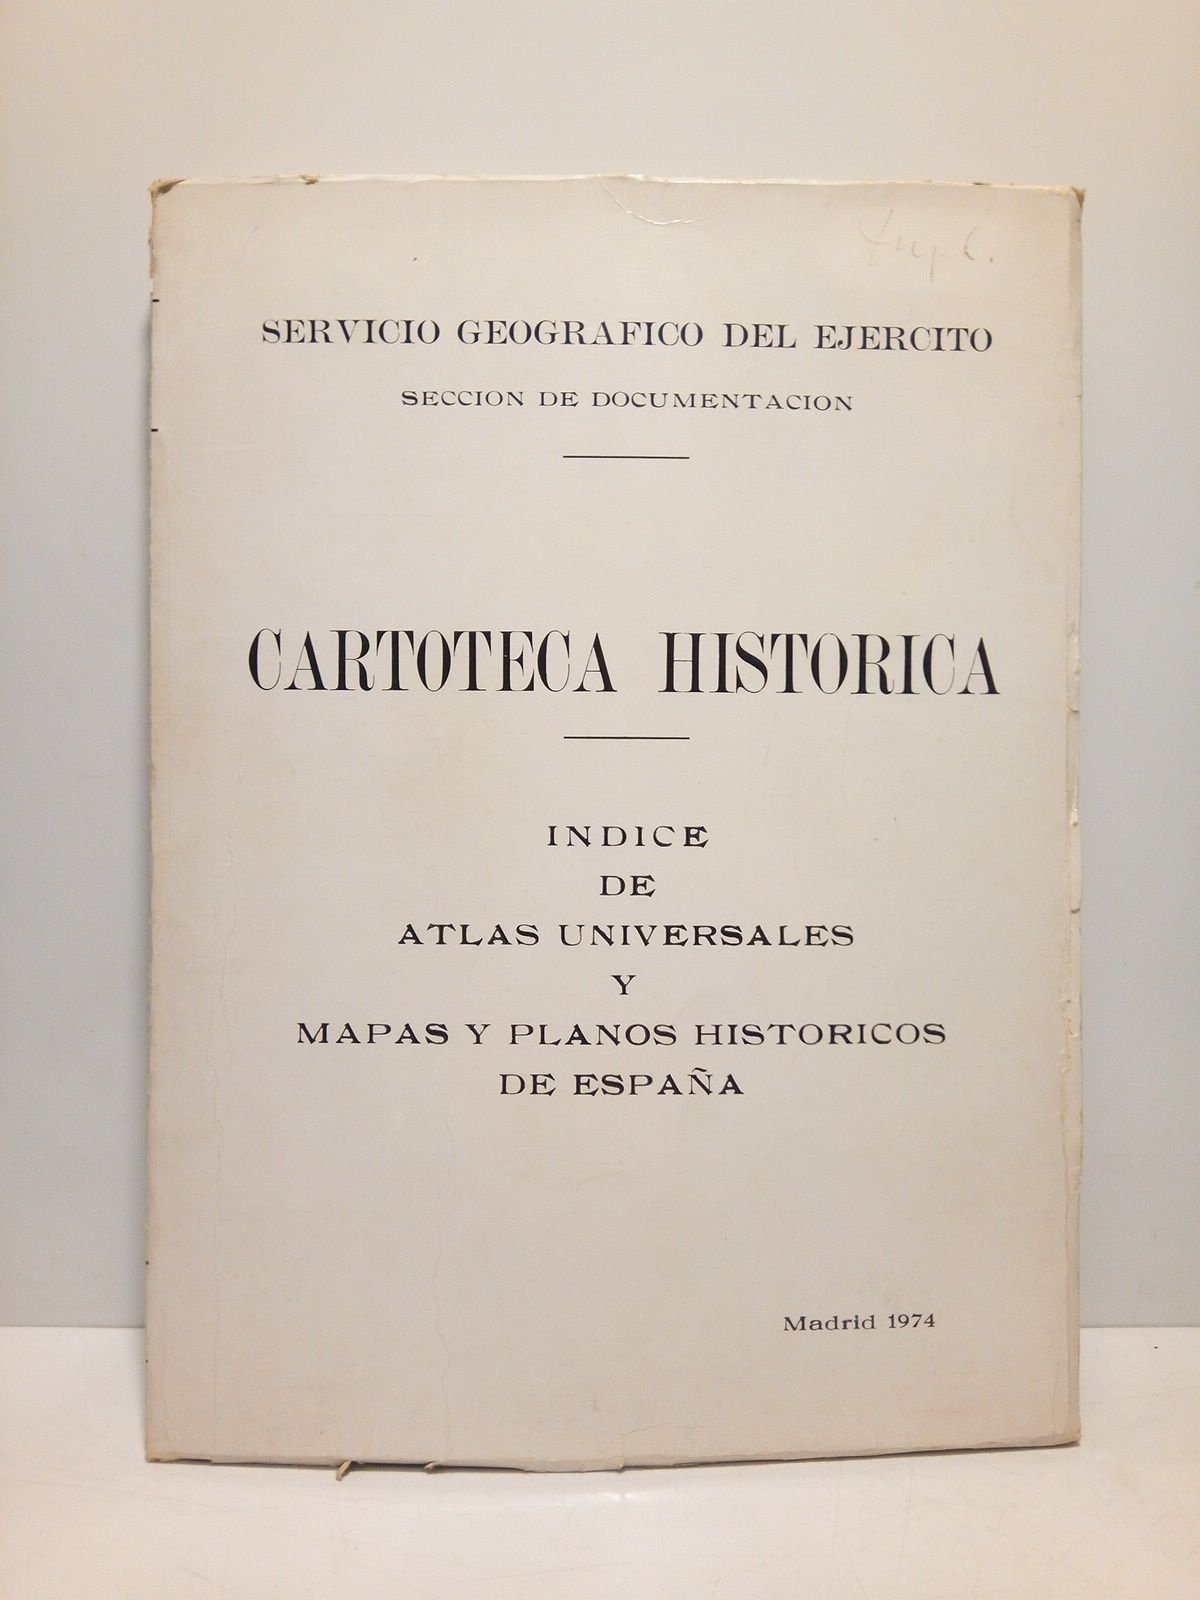 SERVICIO GEOGRAFICO DEL EJERCITO
SECCION DE DOCUMENTACION
CARTOTECA HISTORICA
INDICE
DE
ATLAS UNIVERSALES
Y
MAPAS Y PLANOS HISTORICOS
DE ESPAÑA
Madrid 1974